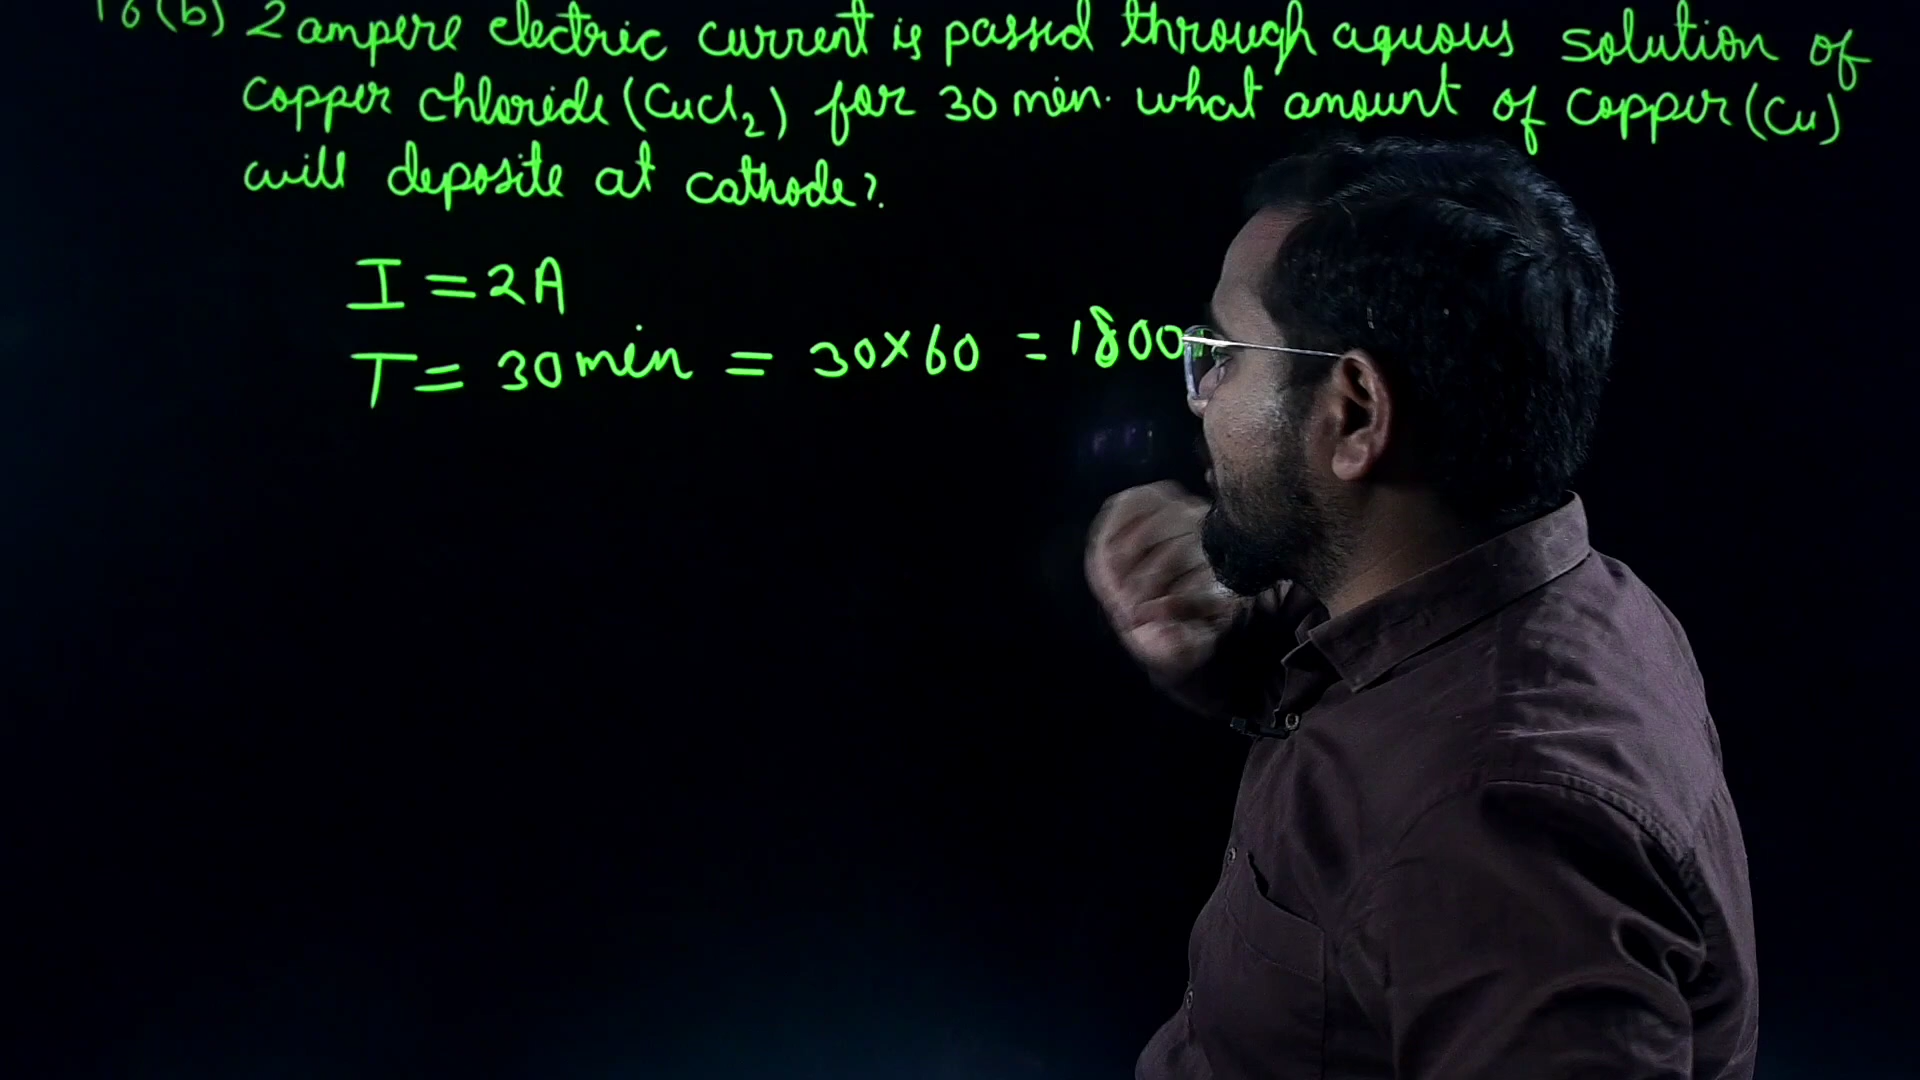 16(b) 2 ampere electric current is passed through aquous solution of
copper chloride (CuCl₂) for 30 min. what amount of copper (Cu)
will deposite at cathode?
I = 2A
T = 30 min = 30×60 = 1800